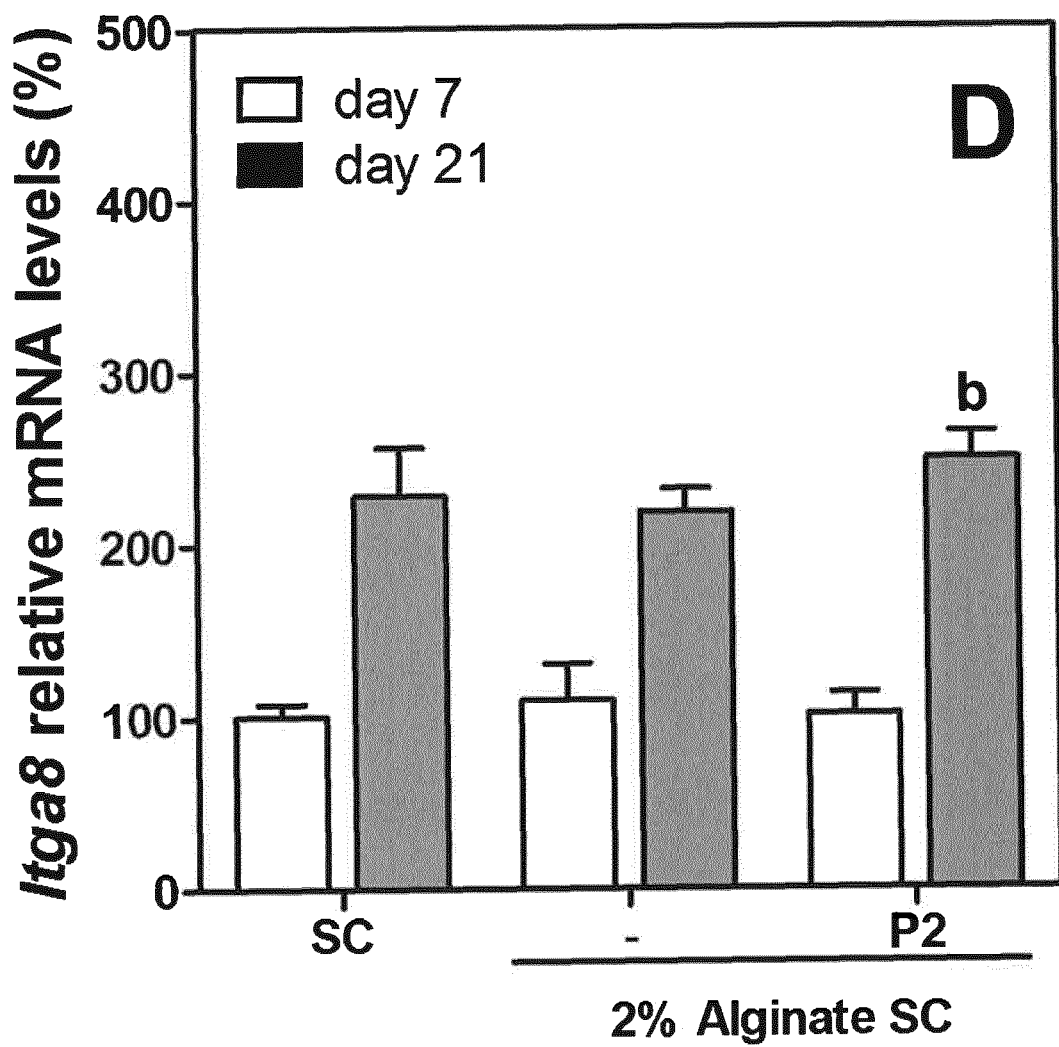 Itga8 relative mRNA levels (%)
500
400
300
200
100
0
day 7
day 21
D
b
SC
-
P2
2% Alginate SC